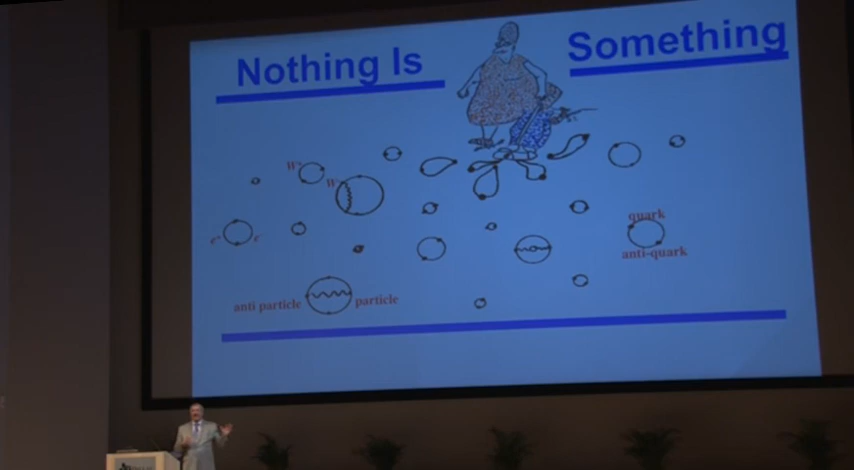 Nothing Is Something
W⁺
W⁻
e⁺ e⁻
quark
anti-quark
anti particle particle